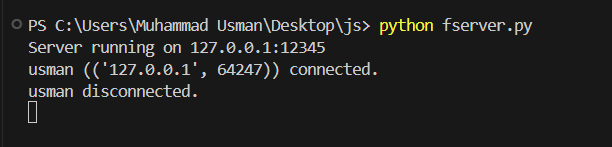 PS C:\Users\Muhammad Usman\Desktop\js> python fserver.py
Server running on 127.0.0.1:12345
usman (('127.0.0.1', 64247)) connected.
usman disconnected.